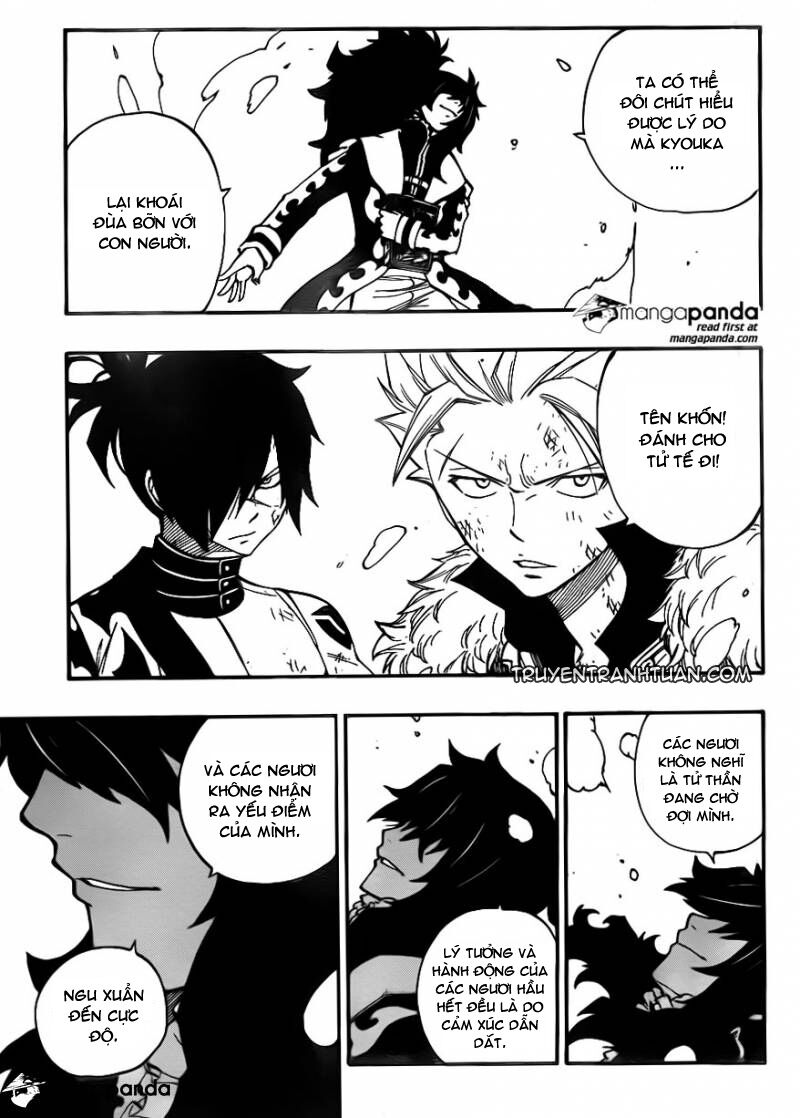 TA CÓ THỂ
ĐÔI CHÚT HIỂU
ĐƯỢC LÝ DO
MÀ KYOUKA
...
LẠI KHOÁI
ĐÙA BỠN VỚI
CON NGƯỜI.
mangapanda
read first at
mangapanda.com
TÊN KHỐN!
ĐÁNH CHO
TỬ TẾ ĐI!
TRUYENTRANHTUAN.COM
CÁC NGƯƠI
KHÔNG NGHĨ
LÀ TỬ THẦN
ĐANG CHỜ
ĐỢI MÌNH.
LÝ TƯỞNG VÀ
HÀNH ĐỘNG CỦA
CÁC NGƯƠI HẦU
HẾT ĐỀU LÀ DO
CẢM XÚC DẪN
DẮT.
VÀ CÁC NGƯƠI
KHÔNG NHẬN
RA YẾU ĐIỂM
CỦA MÌNH.
NGU XUẨN
ĐẾN CỰC
ĐỘ.
mangapanda